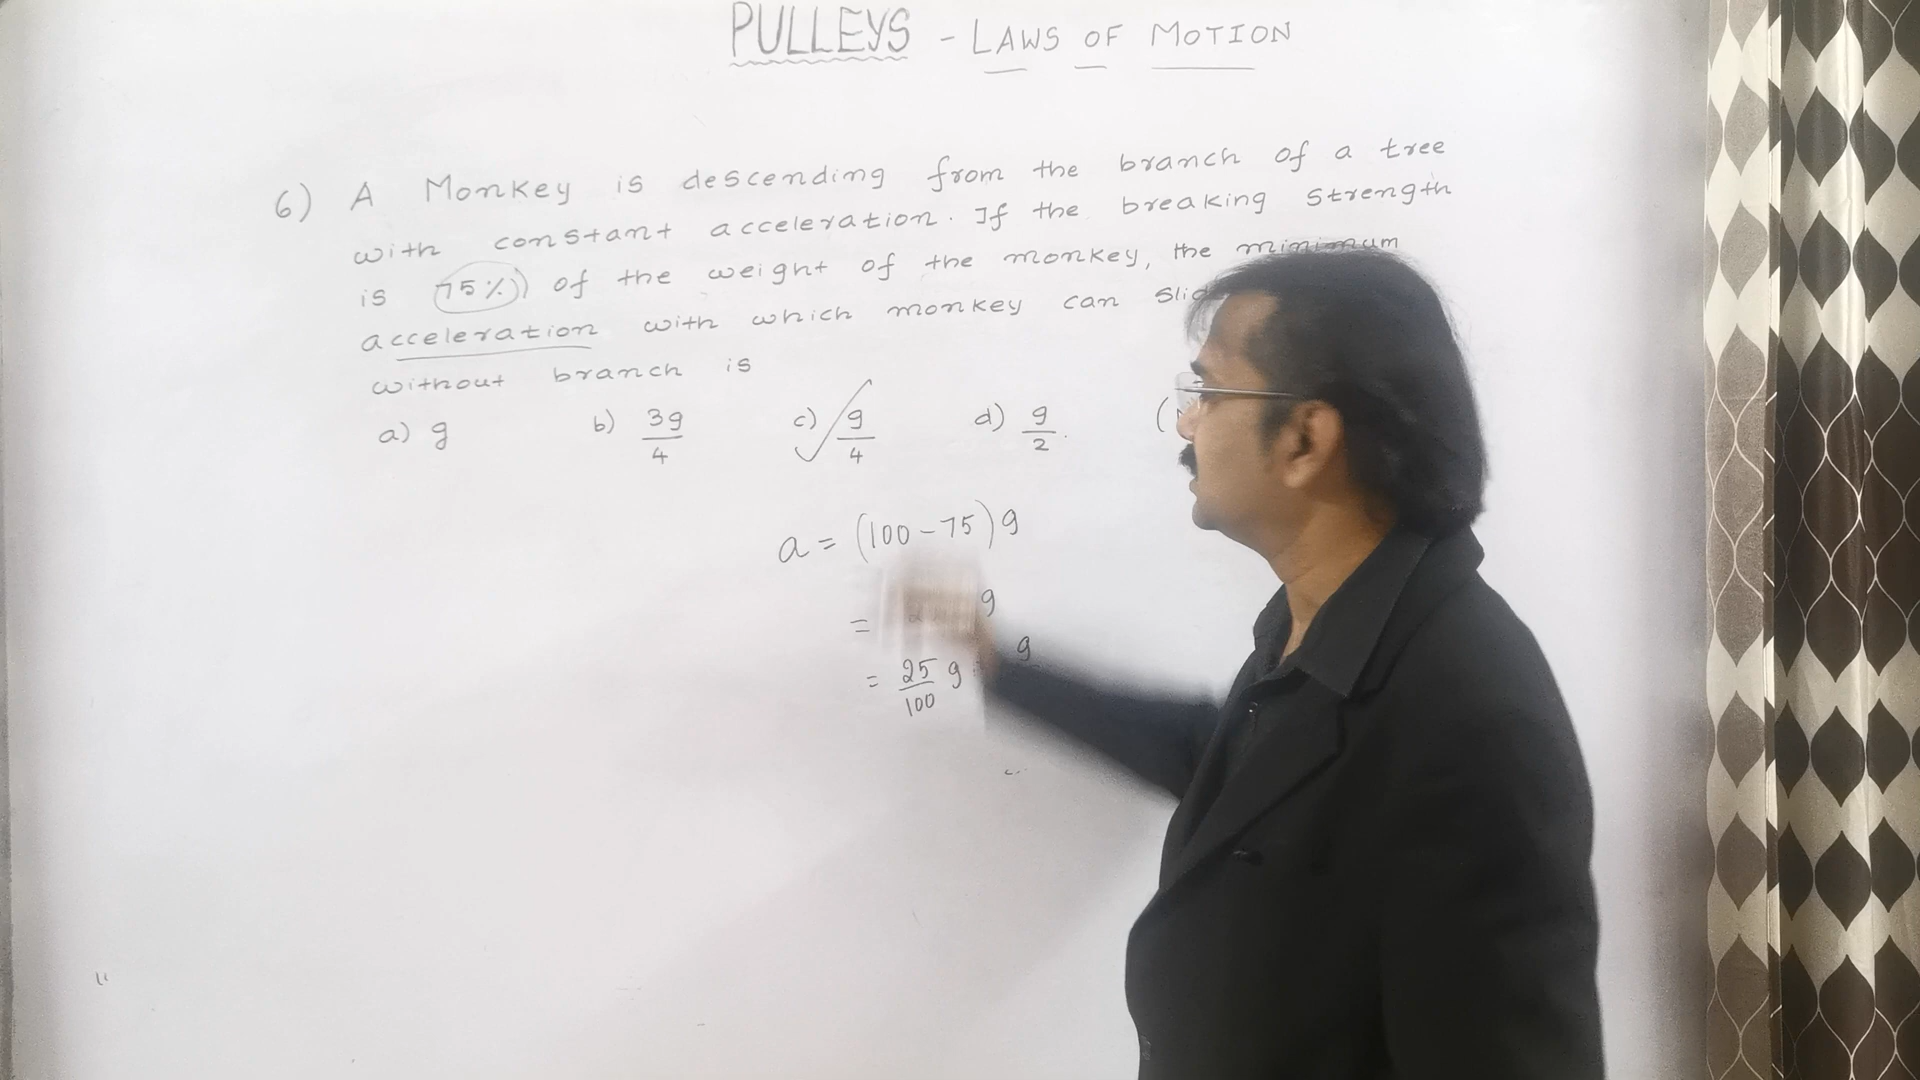 PULLEYS - LAWS OF MOTION
6) A Monkey is descending from the branch of a tree
with constant acceleration. If the breaking strength
is 75%) of the weight of the monkey, the minimum
acceleration with which monkey can
without branch is
a) g b) 3g/4 c) g/4 d) g/2. (
a = (100-75)g
= g
= 25/100 g g